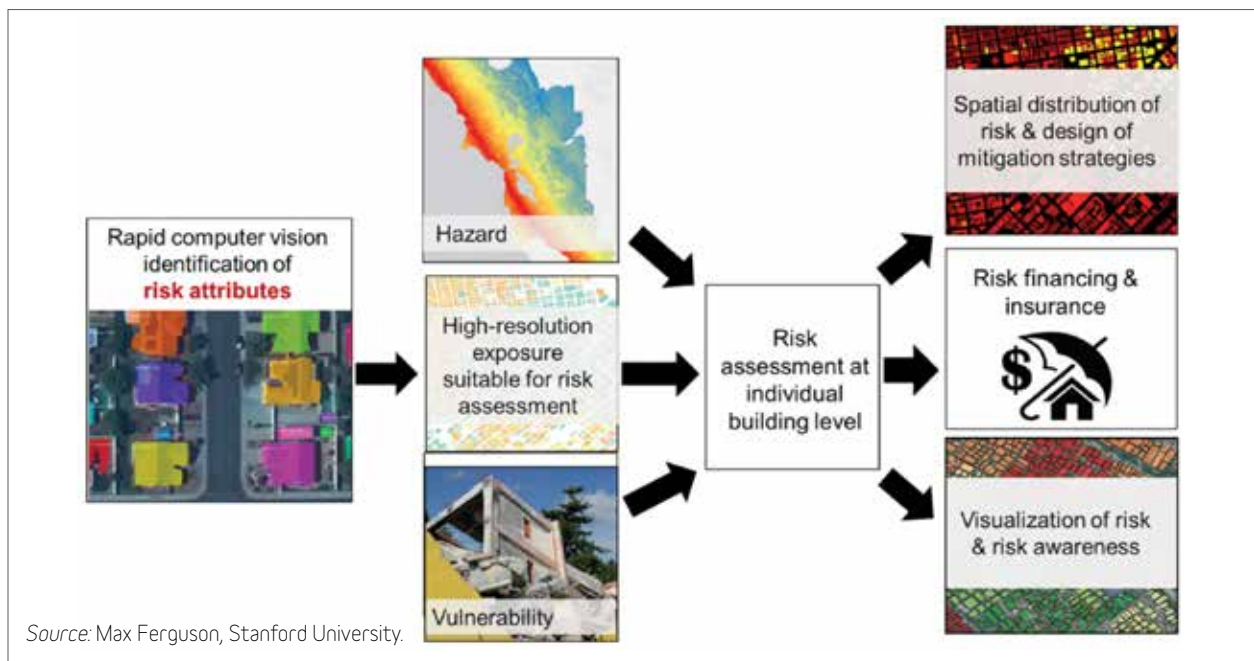 Rapid computer vision
identification of
risk attributes
Hazard
High-resolution
exposure
suitable for risk
assessment
Vulnerability
Risk
assessment at
individual
building level
Spatial distribution of
risk & design of
mitigation strategies
Risk financing &
insurance
$
Visualization of risk
& risk awareness
Source: Max Ferguson, Stanford University.